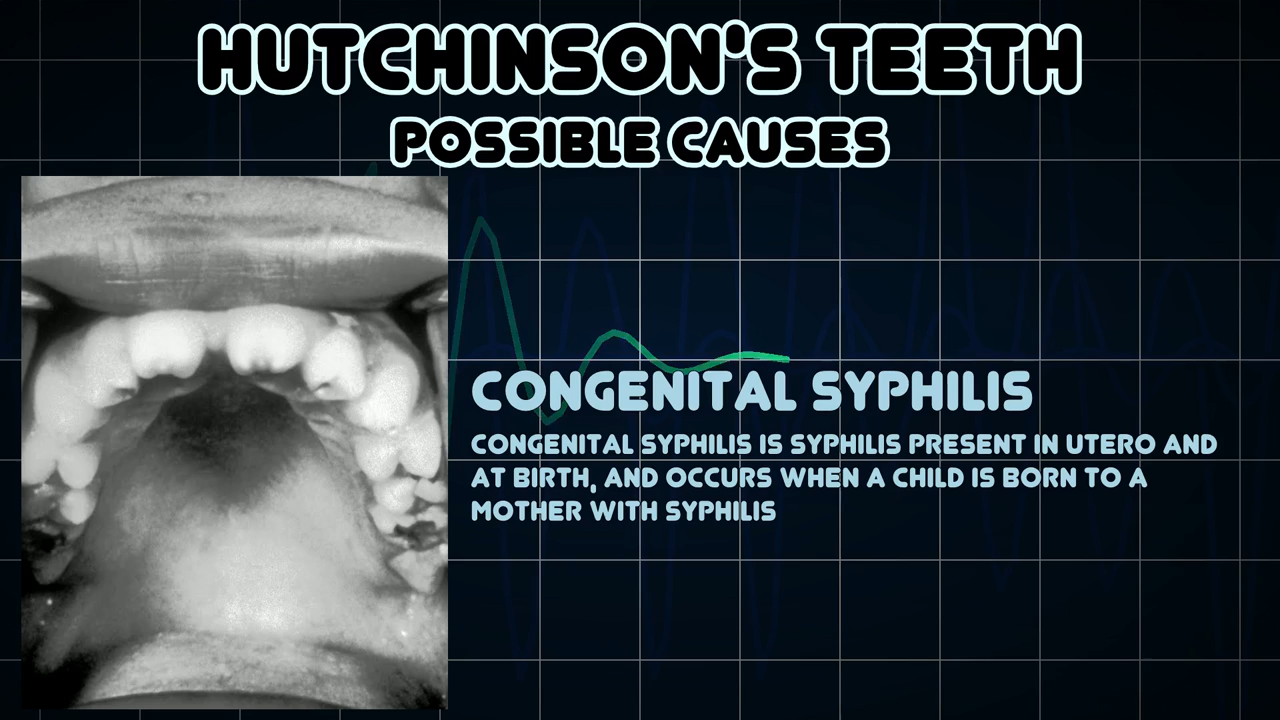 HUTCHINSON'S TEETH
POSSIBLE CAUSES
CONGENITAL SYPHILIS
CONGENITAL SYPHILIS IS SYPHILIS PRESENT IN UTERO AND
AT BIRTH, AND OCCURS WHEN A CHILD IS BORN TO A
MOTHER WITH SYPHILIS